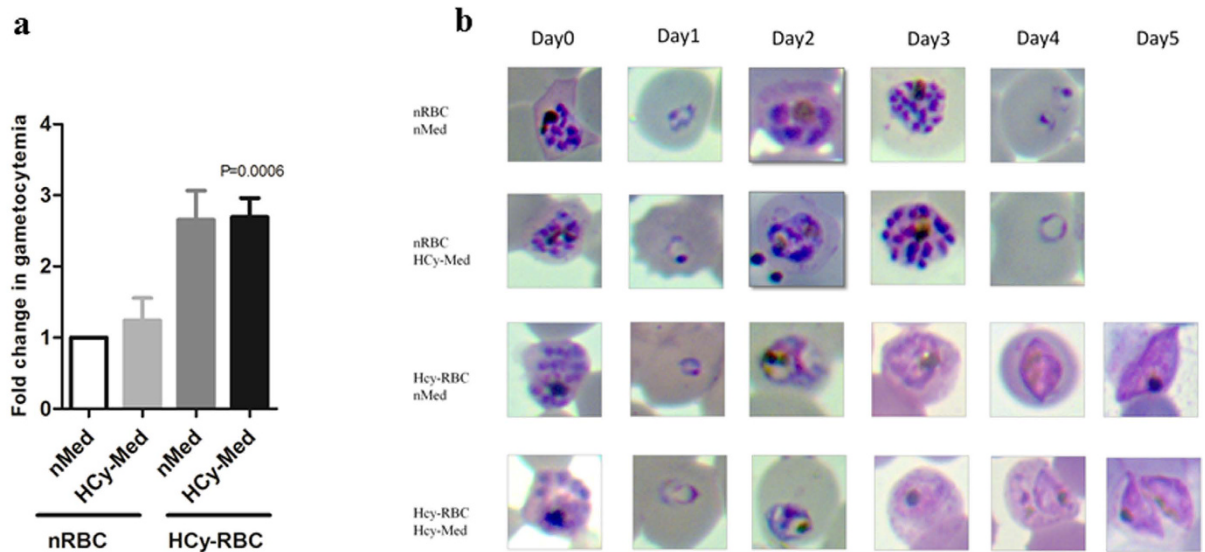 a
Fold change in gametocytemia
4
3
2
1
0
P=0.0006
nMed
HCy-Med
nMed
HCy-Med
nRBC
HCy-RBC
b
Day0 Day1 Day2 Day3 Day4 Day5
nRBC
nMed
nRBC
HCy-Med
Hcy-RBC
nMed
Hcy-RBC
Hcy-Med